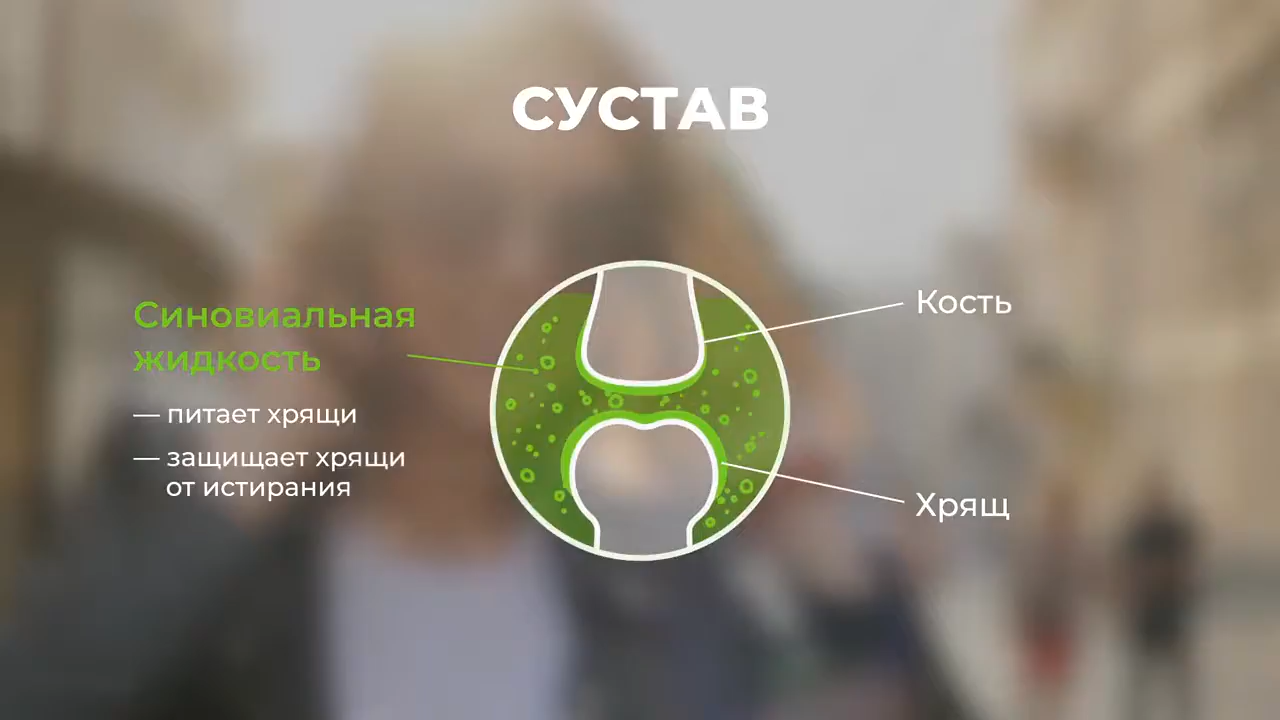 СУСТАВ
Синовиальная
жидкость
— питает хрящи
— защищает хрящи
от истирания
Кость
Хрящ